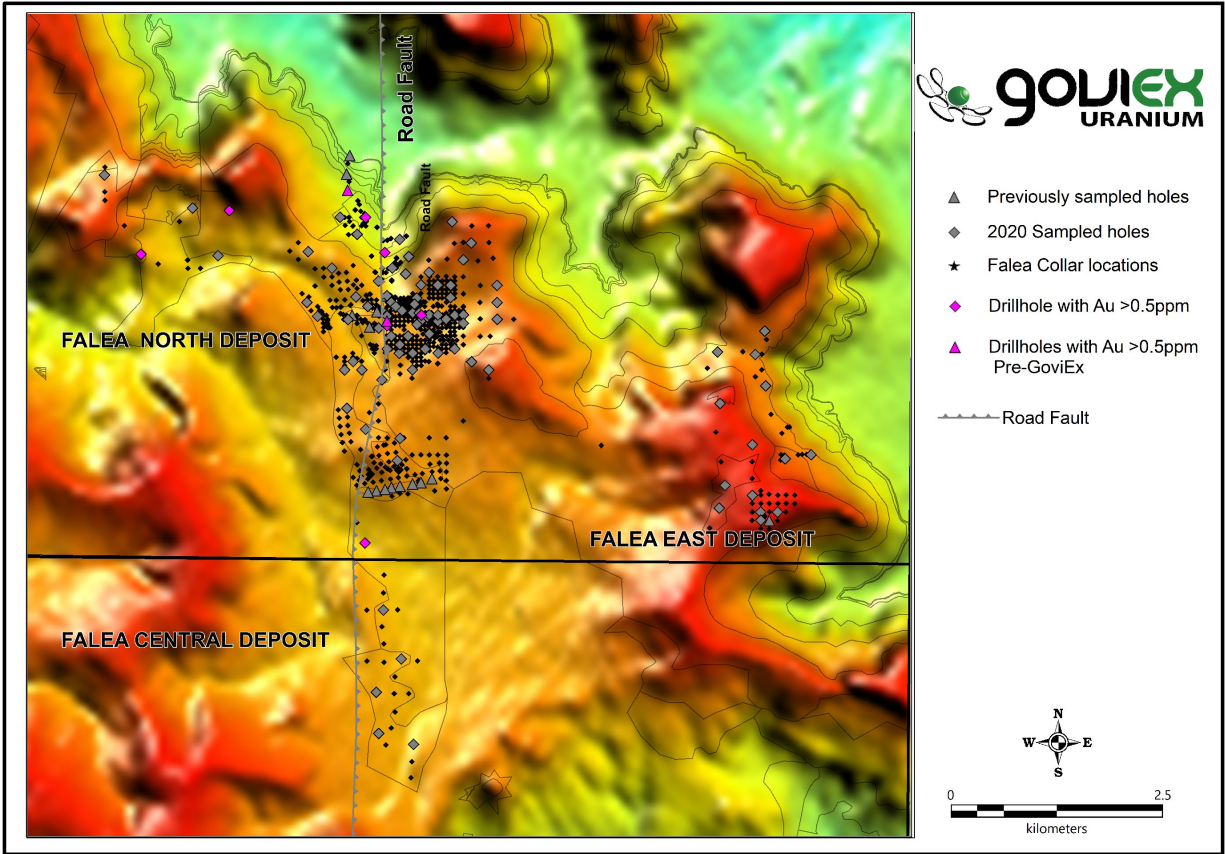 Road Fault
Road Fault
FALEA NORTH DEPOSIT
FALEA EAST DEPOSIT
FALEA CENTRAL DEPOSIT
GOVIEX
URANIUM
Previously sampled holes
2020 Sampled holes
Falea Collar locations
Drillhole with Au >0.5ppm
Drillholes with Au >0.5ppm
Pre-GoviEx
Road Fault
N
W E
S
0 2.5
kilometers